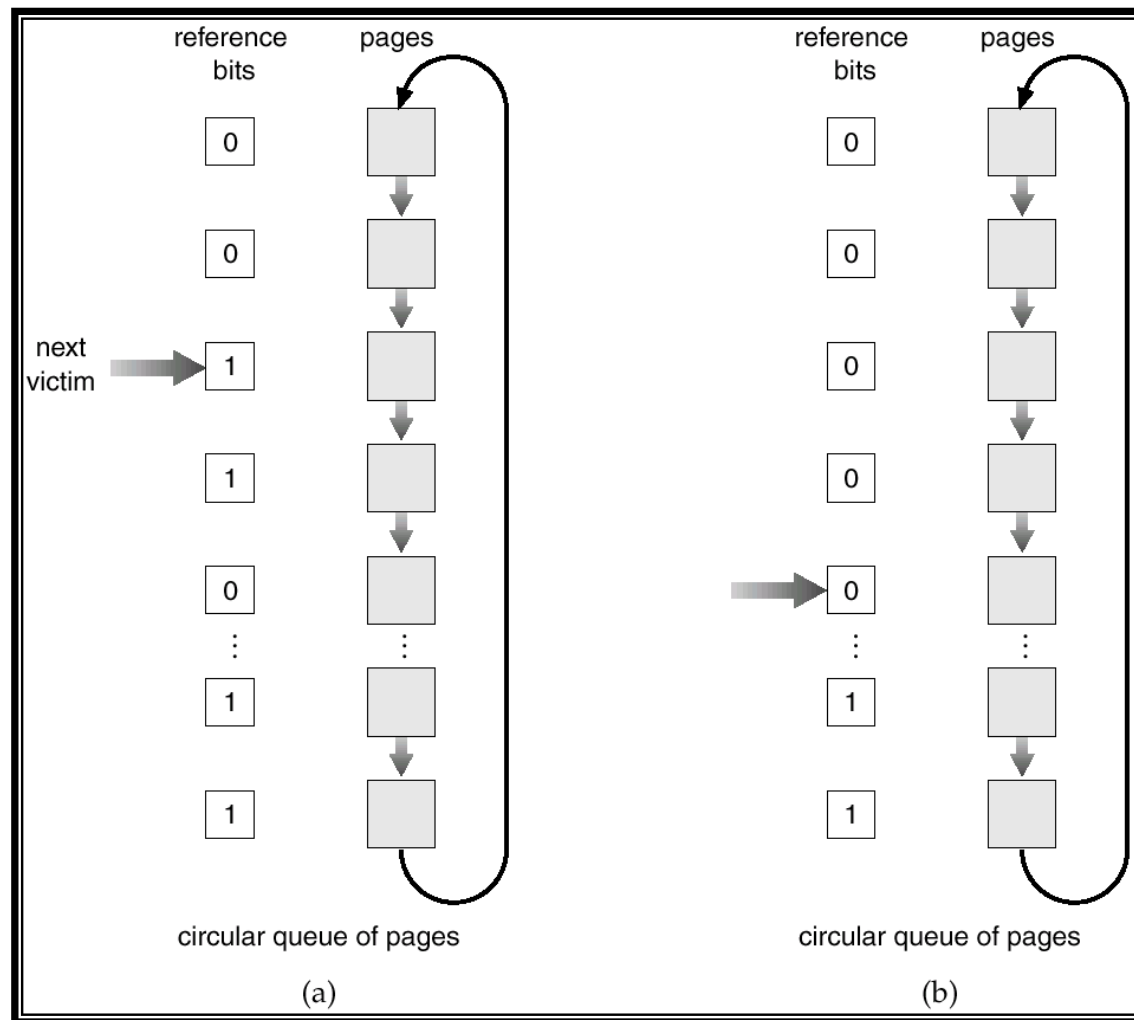 reference
bits
pages
0
0
next
victim
1
1
0
1
1
circular queue of pages
(a)
reference
bits
pages
0
0
0
0
0
1
1
circular queue of pages
(b)